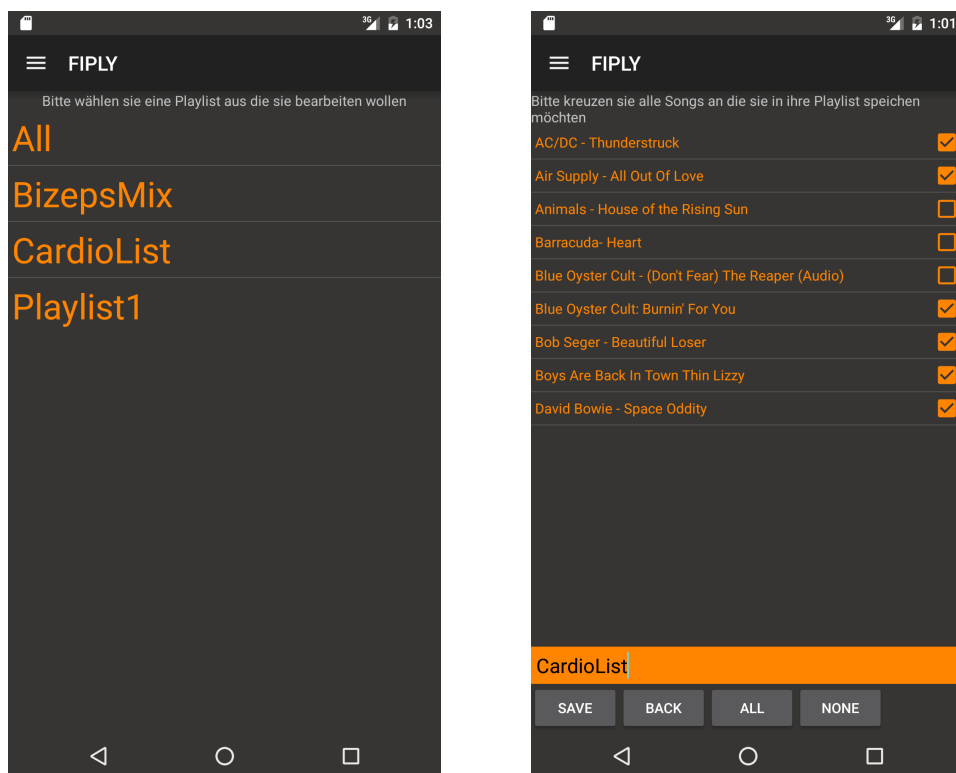 3G 1:03
FIPLY
Bitte wählen sie eine Playlist aus die sie bearbeiten wollen
All
BizepsMix
CardioList
Playlist1
3G 1:01
FIPLY
Bitte kreuzen sie alle Songs an die sie in ihre Playlist speichen
möchten
AC/DC - Thunderstruck
Air Supply - All Out Of Love
Animals - House of the Rising Sun
Barracuda- Heart
Blue Oyster Cult - (Don't Fear) The Reaper (Audio)
Blue Oyster Cult: Burnin' For You
Bob Seger - Beautiful Loser
Boys Are Back In Town Thin Lizzy
David Bowie - Space Oddity
CardioList
SAVE BACK ALL NONE